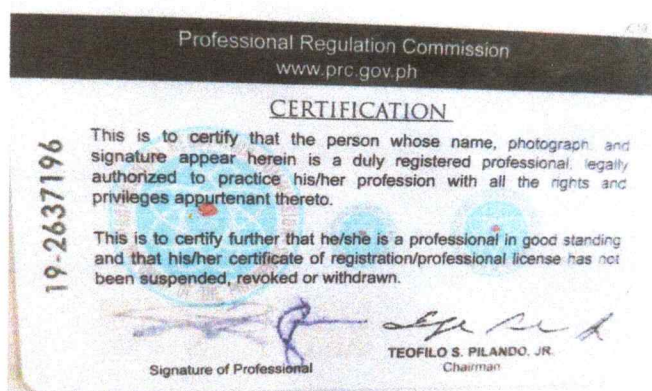 Professional Regulation Commission
www.prc.gov.ph
CERTIFICATION
19-2637196
This is to certify that the person whose name, photograph and
signature appear herein is a duly registered professional, legally
authorized to practice his/her profession with all the rights and
privileges appurtenant thereto.
This is to certify further that he/she is a professional in good standing
and that his/her certificate of registration/professional license has not
been suspended, revoked or withdrawn.
Signature of Professional
TEOFILO S. PILANDO, JR.
Chairman